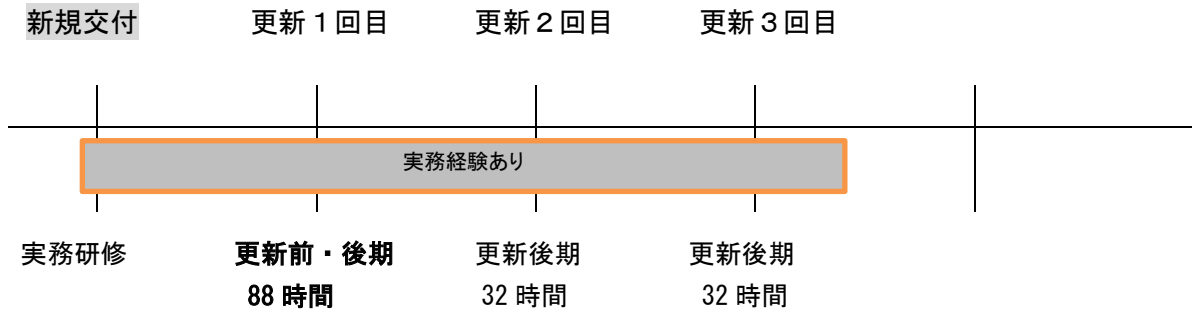 新規交付 更新１回目 更新２回目 更新３回目
実務経験あり
実務研修 更新前・後期 更新後期 更新後期
88 時間 32 時間 32 時間